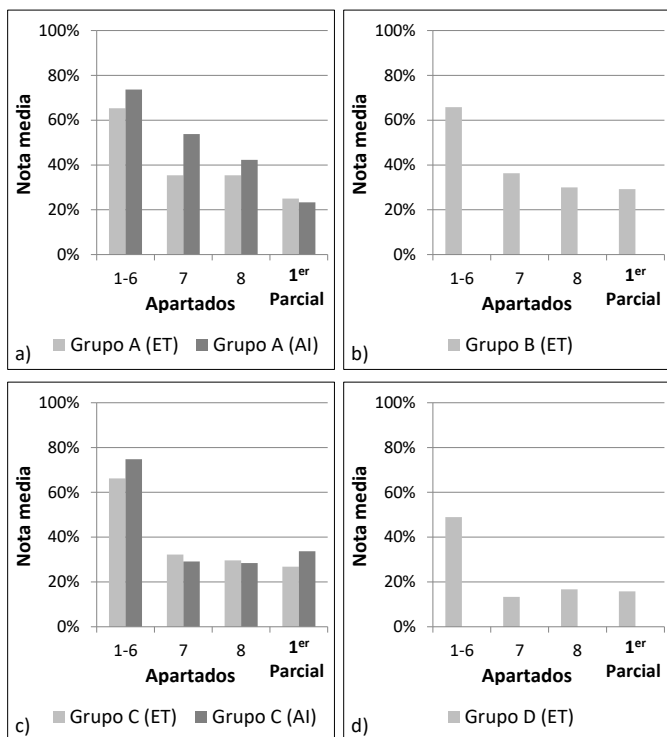 100%
80%
60%
40%
20%
0%
Nota media
1-6 7 8 1er Parcial
Apartados
Grupo A (ET) Grupo A (AI)
a)
100%
80%
60%
40%
20%
0%
Nota media
1-6 7 8 1er Parcial
Apartados
Grupo B (ET)
b)
100%
80%
60%
40%
20%
0%
Nota media
1-6 7 8 1er Parcial
Apartados
Grupo C (ET) Grupo C (AI)
c)
100%
80%
60%
40%
20%
0%
Nota media
1-6 7 8 1er Parcial
Apartados
Grupo D (ET)
d)